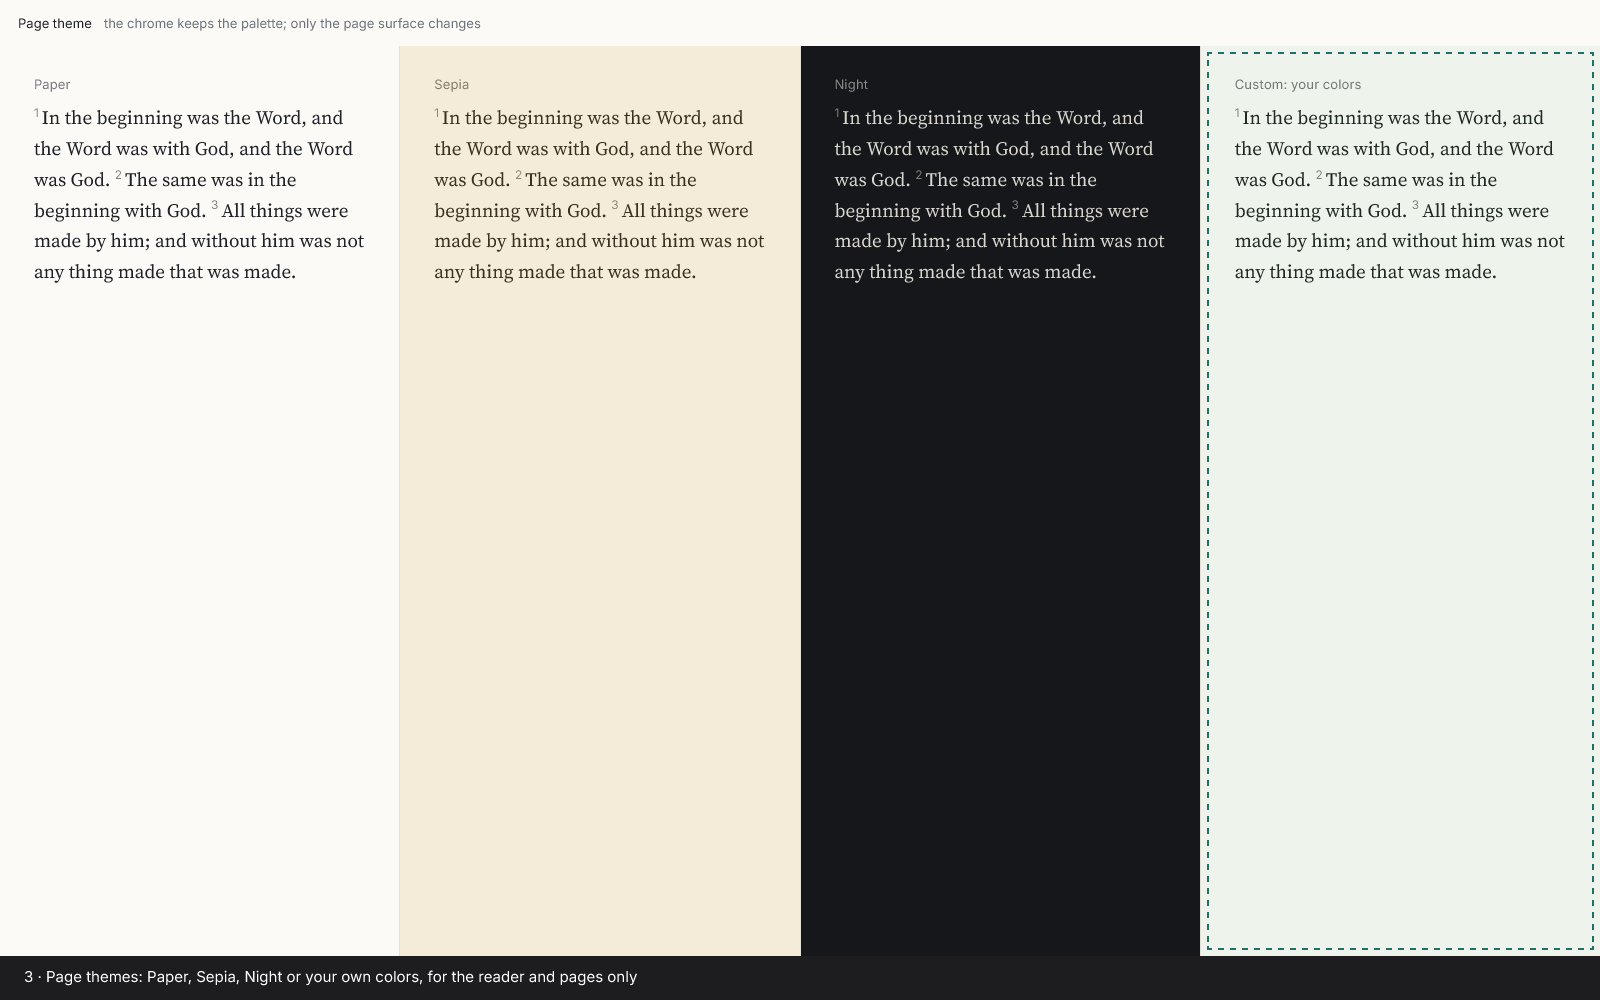 Page theme the chrome keeps the palette; only the page surface changes
Paper
1 In the beginning was the Word, and
the Word was with God, and the Word
was God. 2 The same was in the
beginning with God. 3 All things were
made by him; and without him was not
any thing made that was made.
Sepia
1 In the beginning was the Word, and
the Word was with God, and the Word
was God. 2 The same was in the
beginning with God. 3 All things were
made by him; and without him was not
any thing made that was made.
Night
1 In the beginning was the Word, and
the Word was with God, and the Word
was God. 2 The same was in the
beginning with God. 3 All things were
made by him; and without him was not
any thing made that was made.
Custom: your colors
1 In the beginning was the Word, and
the Word was with God, and the Word
was God. 2 The same was in the
beginning with God. 3 All things were
made by him; and without him was not
any thing made that was made.
3 · Page themes: Paper, Sepia, Night or your own colors, for the reader and pages only